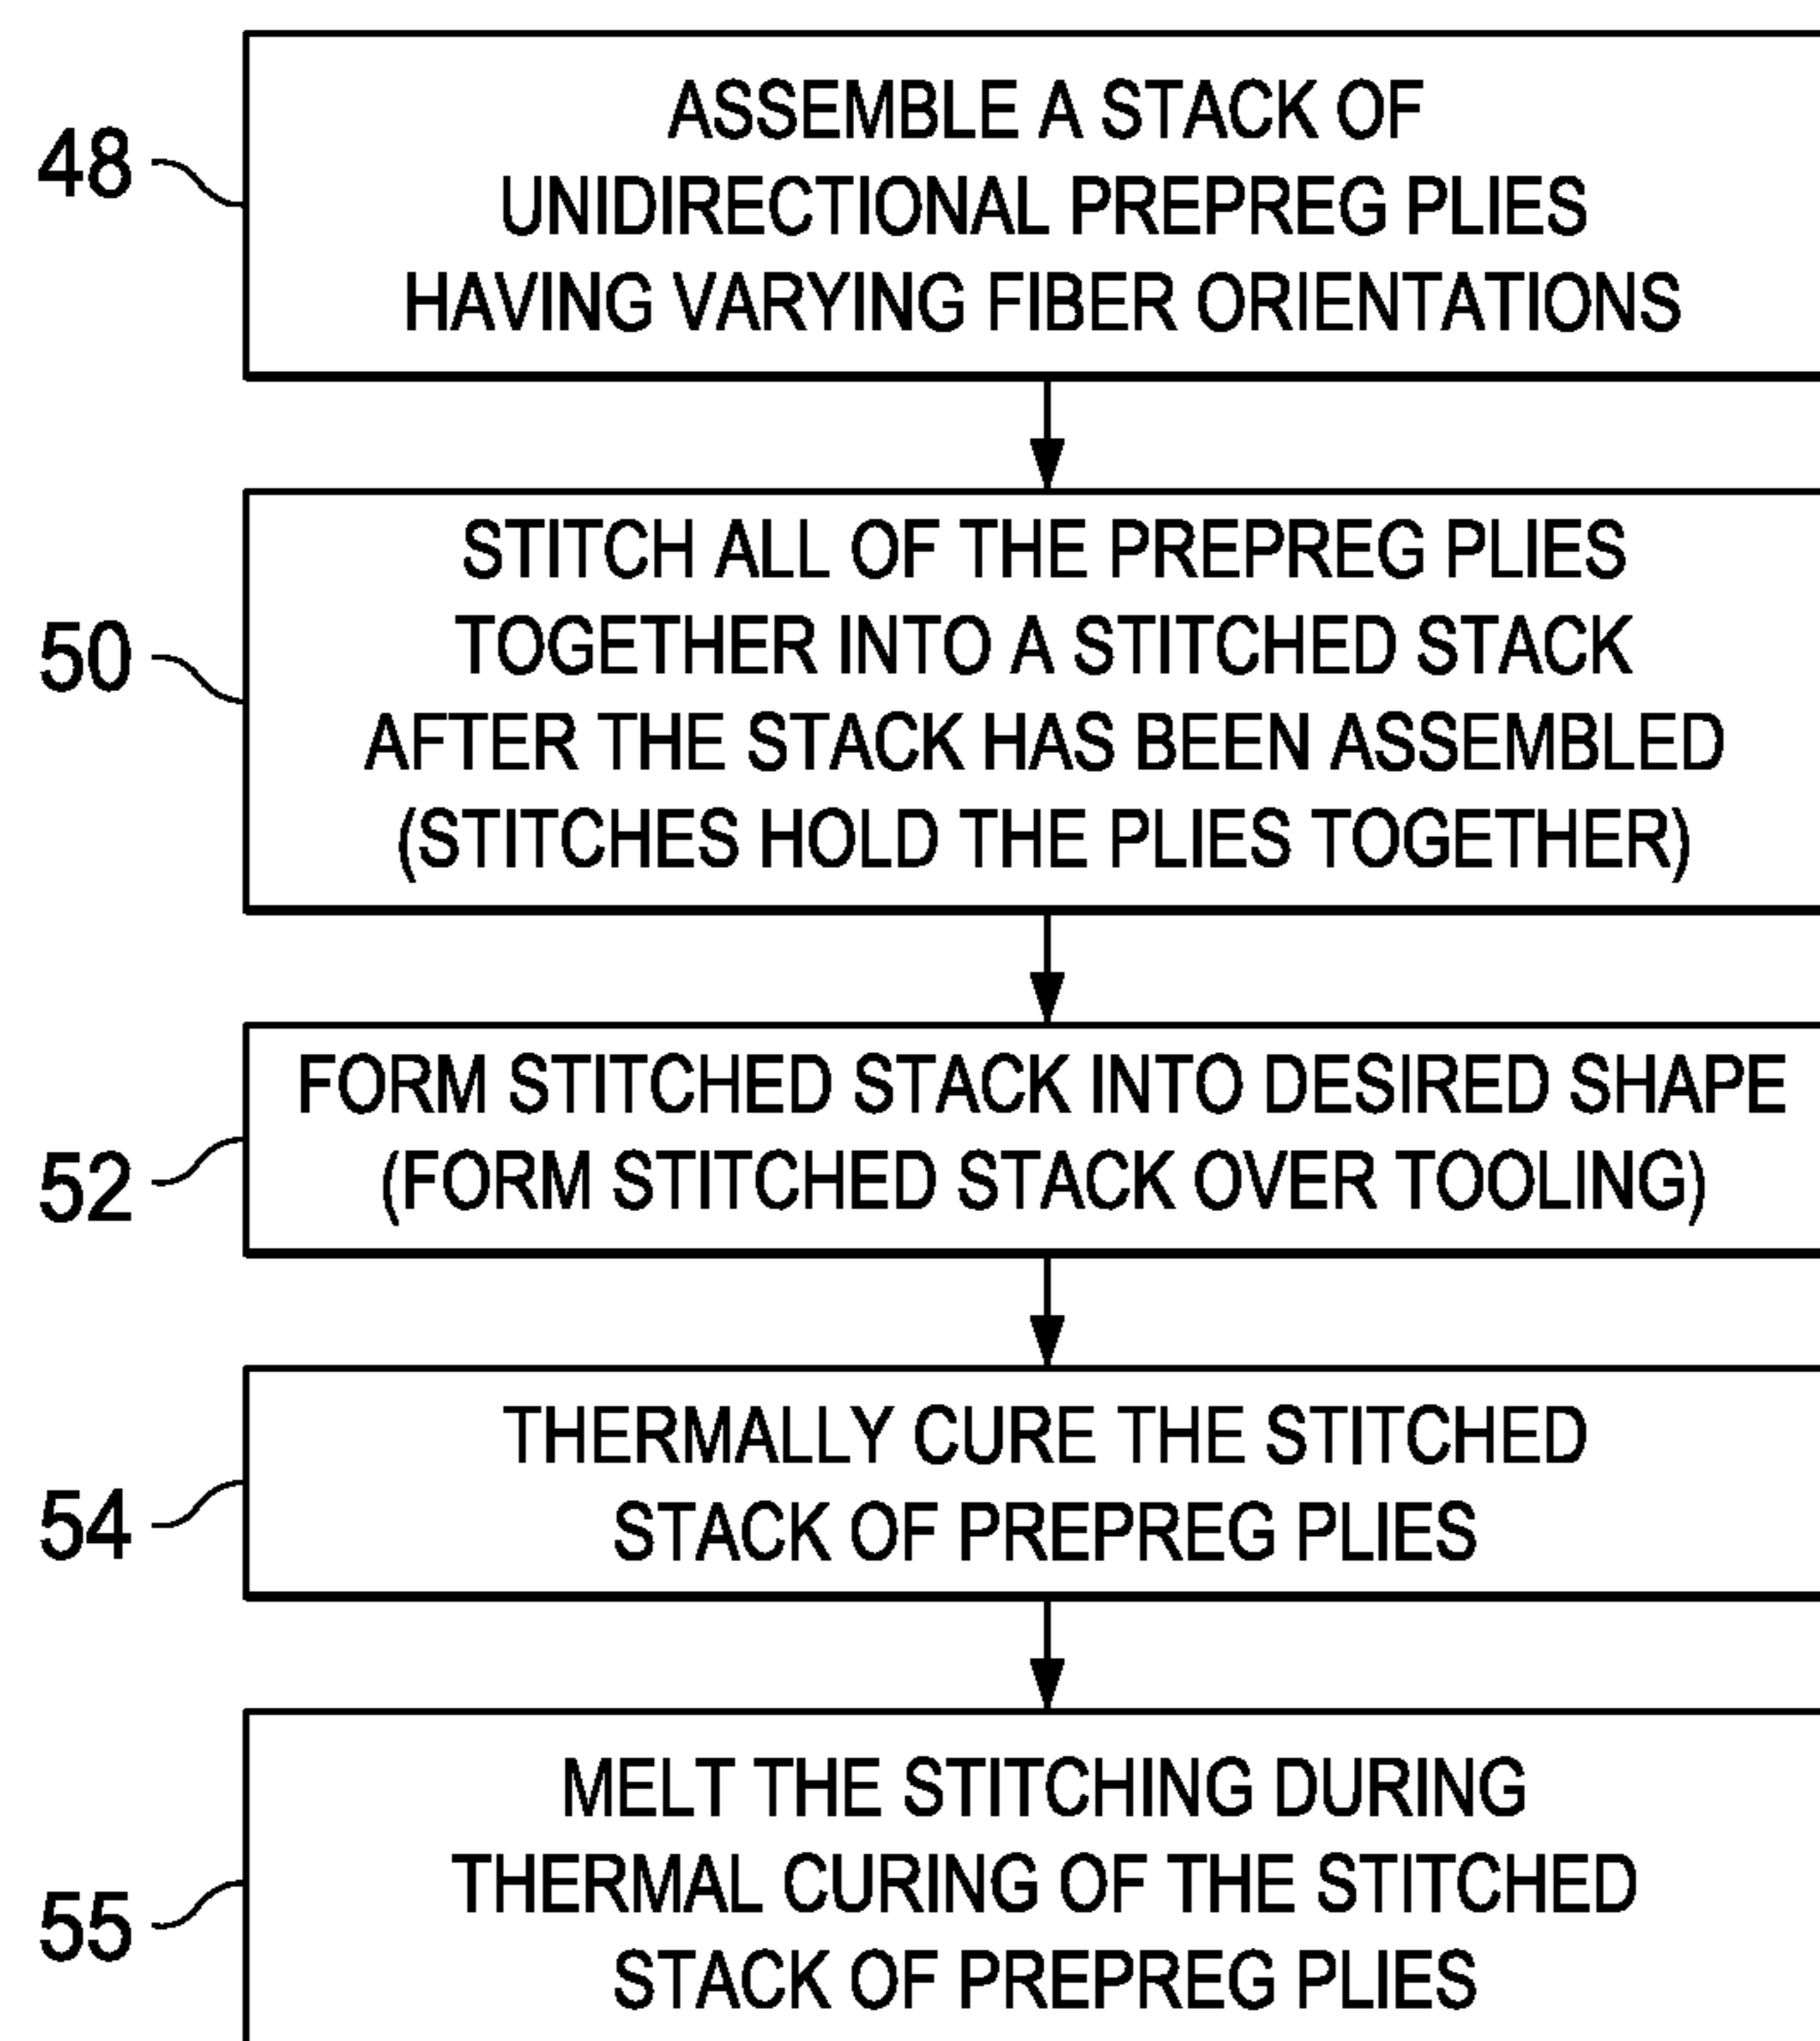 48
ASSEMBLE A STACK OF
UNIDIRECTIONAL PREPREG PLIES
HAVING VARYING FIBER ORIENTATIONS
50
STITCH ALL OF THE PREPREG PLIES
TOGETHER INTO A STITCHED STACK
AFTER THE STACK HAS BEEN ASSEMBLED
(STITCHES HOLD THE PLIES TOGETHER)
52
FORM STITCHED STACK INTO DESIRED SHAPE
(FORM STITCHED STACK OVER TOOLING)
54
THERMALLY CURE THE STITCHED
STACK OF PREPREG PLIES
55
MELT THE STITCHING DURING
THERMAL CURING OF THE STITCHED
STACK OF PREPREG PLIES